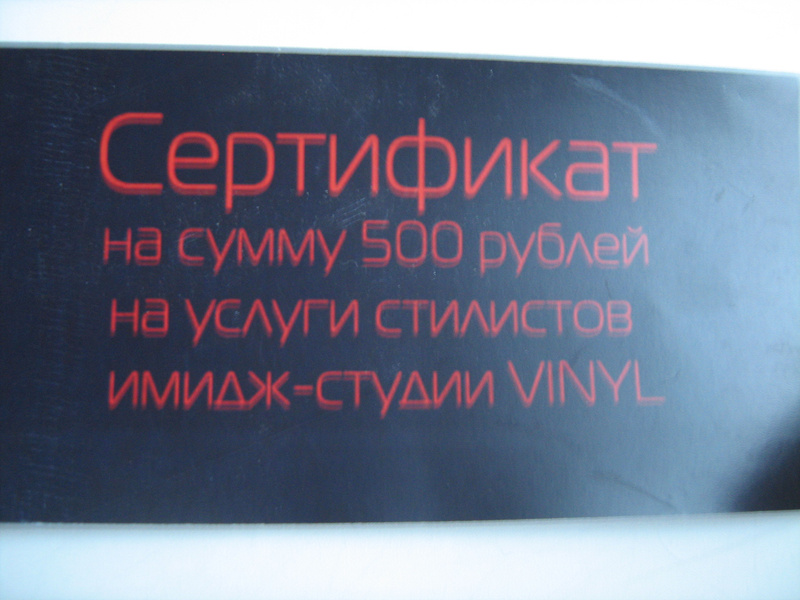 Сертификат
на сумму 500 рублей
на услуги стилистов
имидж-студии VINYL